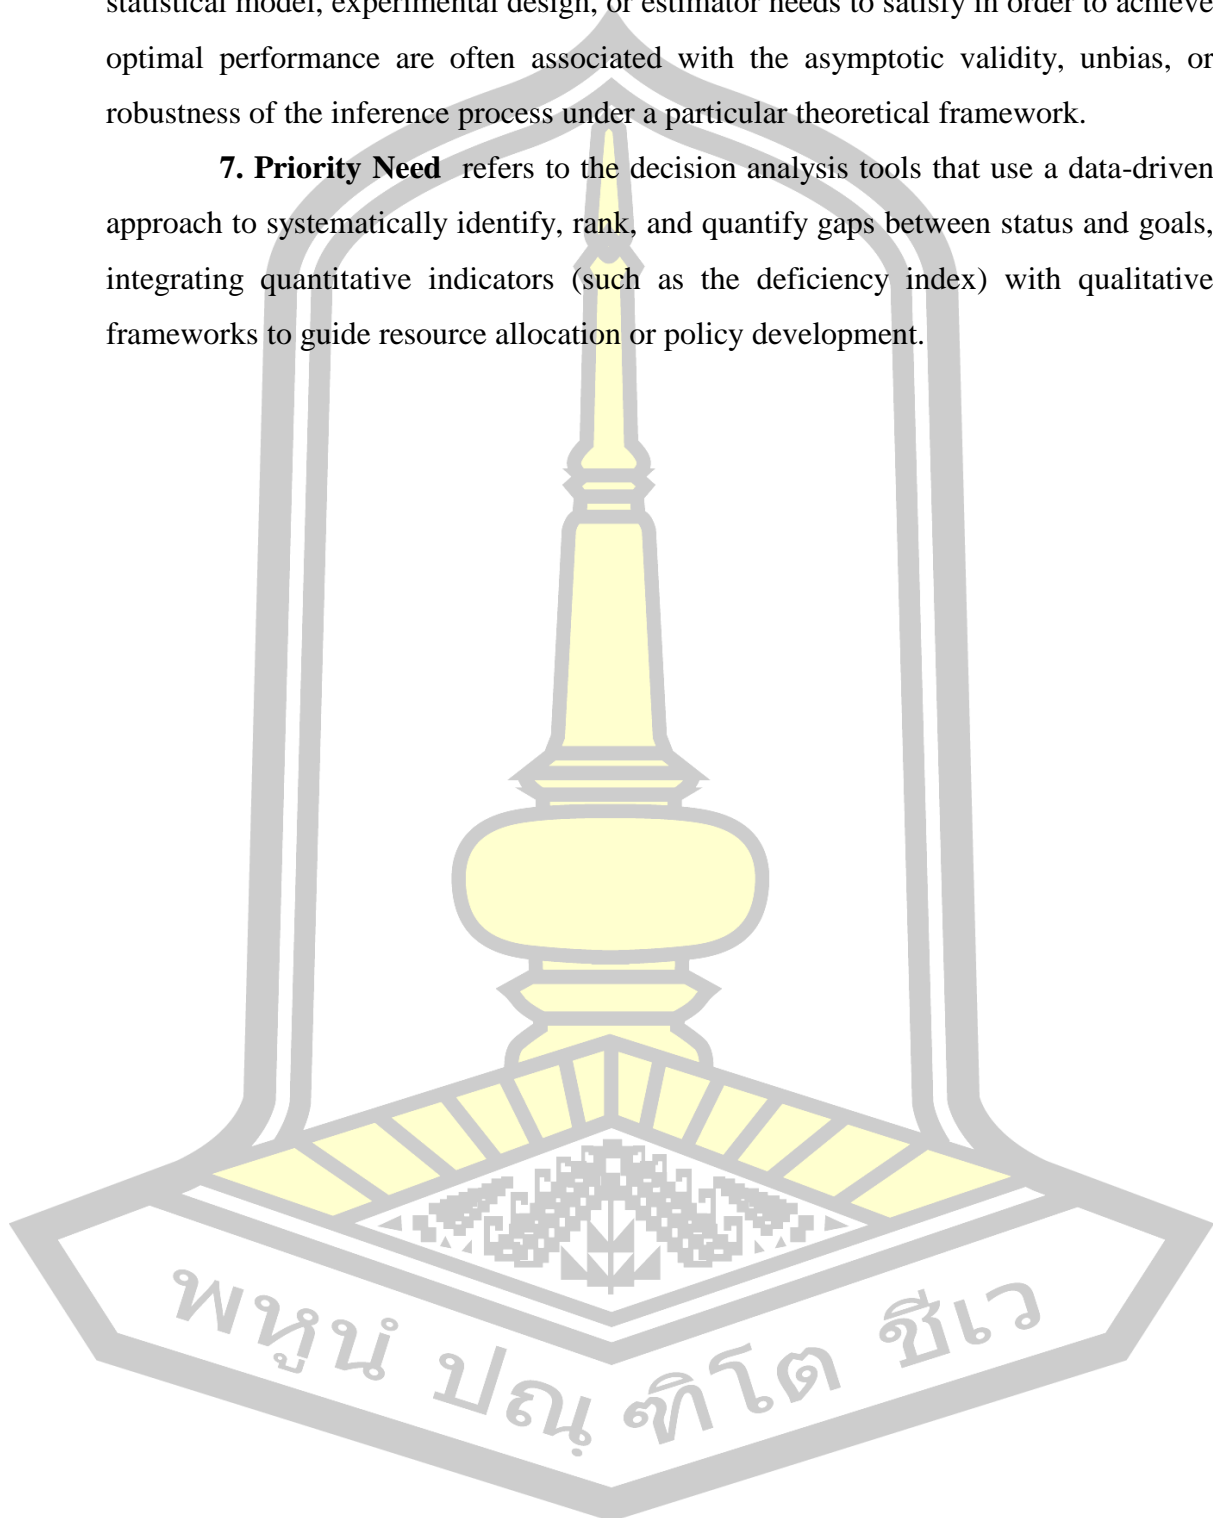 statistical model, experimental design, or estimator needs to satisfy in order to achieve
optimal performance are often associated with the asymptotic validity, unbias, or
robustness of the inference process under a particular theoretical framework.
7. Priority Need refers to the decision analysis tools that use a data-driven
approach to systematically identify, rank, and quantify gaps between status and goals,
integrating quantitative indicators (such as the deficiency index) with qualitative
frameworks to guide resource allocation or policy development.
พหูนํ ปณฺฑิโต ชีเว